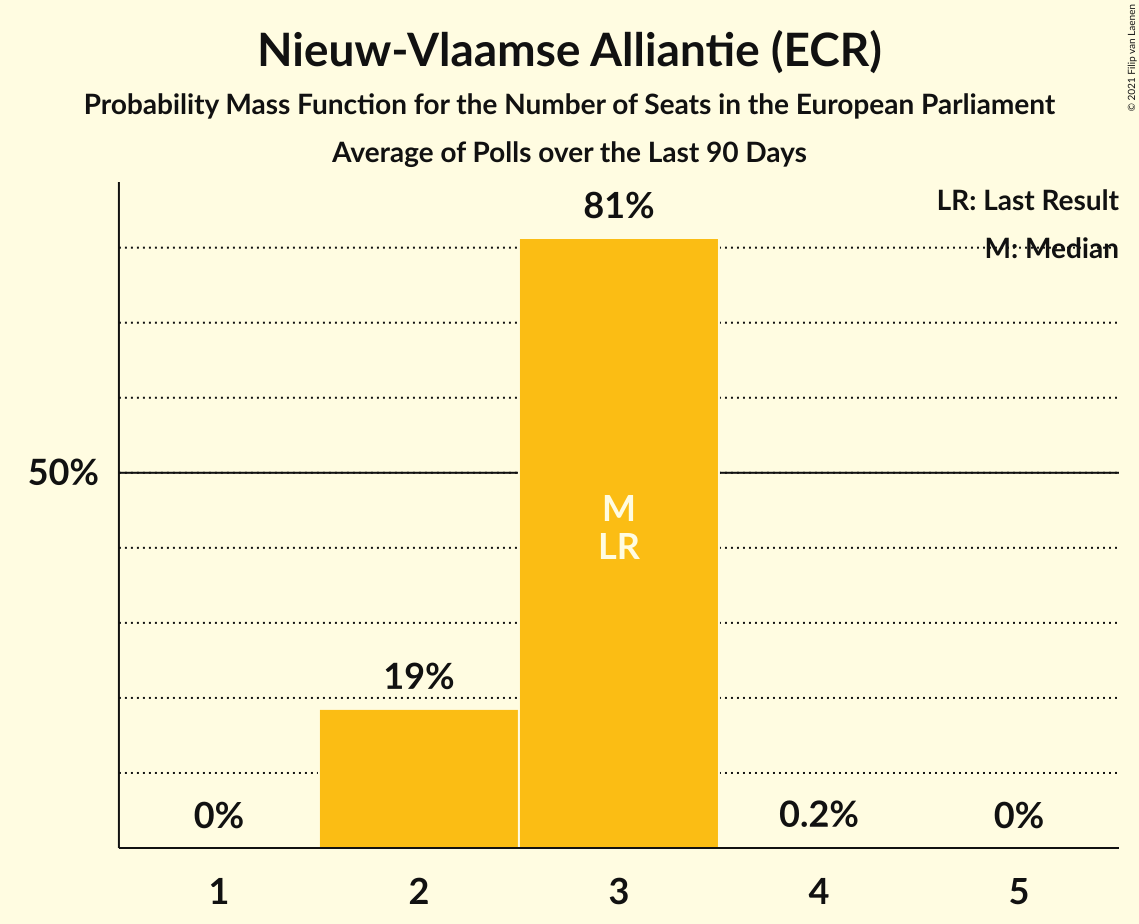 Nieuw-Vlaamse Alliantie (ECR)
Probability Mass Function for the Number of Seats in the European Parliament
Average of Polls over the Last 90 Days
© 2021 Filip van Laenen
LR: Last Result
M: Median
81%
50%
M
LR
19%
0%
0.2%
0%
1 2 3 4 5